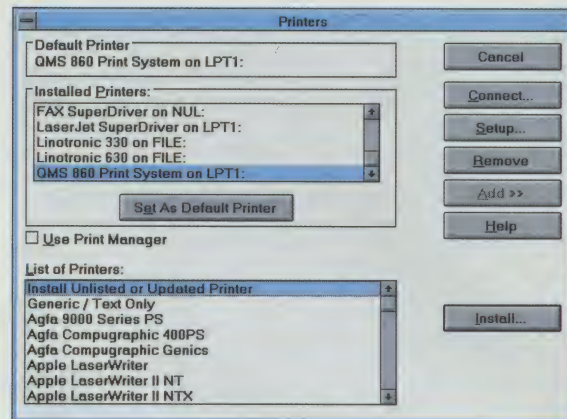 Printers
Default Printer
QMS 860 Print System on LPT1:
Installed Printers:
FAX SuperDriver on NUL:
LaserJet SuperDriver on LPT1:
Linotronic 330 on FILE:
Linotronic 630 on FILE:
QMS 860 Print System on LPT1:
Set As Default Printer
Use Print Manager
List of Printers:
Install Unlisted or Updated Printer
Generic / Text Only
Agfa 9000 Series PS
Agfa Compugraphic 400PS
Agfa Compugraphic Genics
Apple LaserWriter
Apple LaserWriter II NT
Apple LaserWriter II NTX
Cancel
Connect...
Setup...
Remove
Add >>
Help
Install...